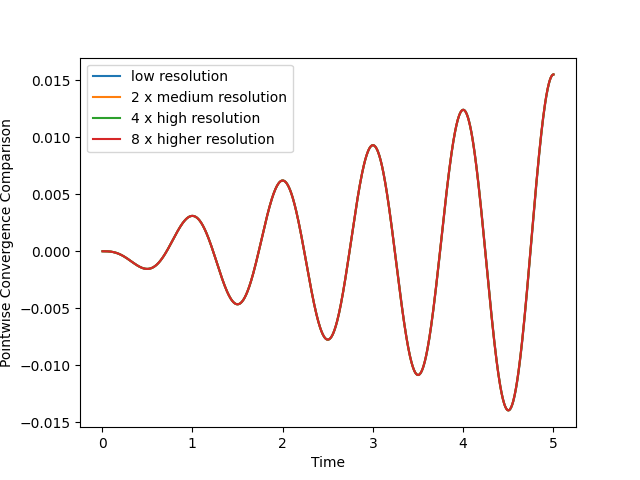 low resolution
2 x medium resolution
4 x high resolution
8 x higher resolution
Pointwise Convergence Comparison
0.015
0.010
0.005
0.000
−0.005
−0.010
−0.015
0 1 2 3 4 5
Time